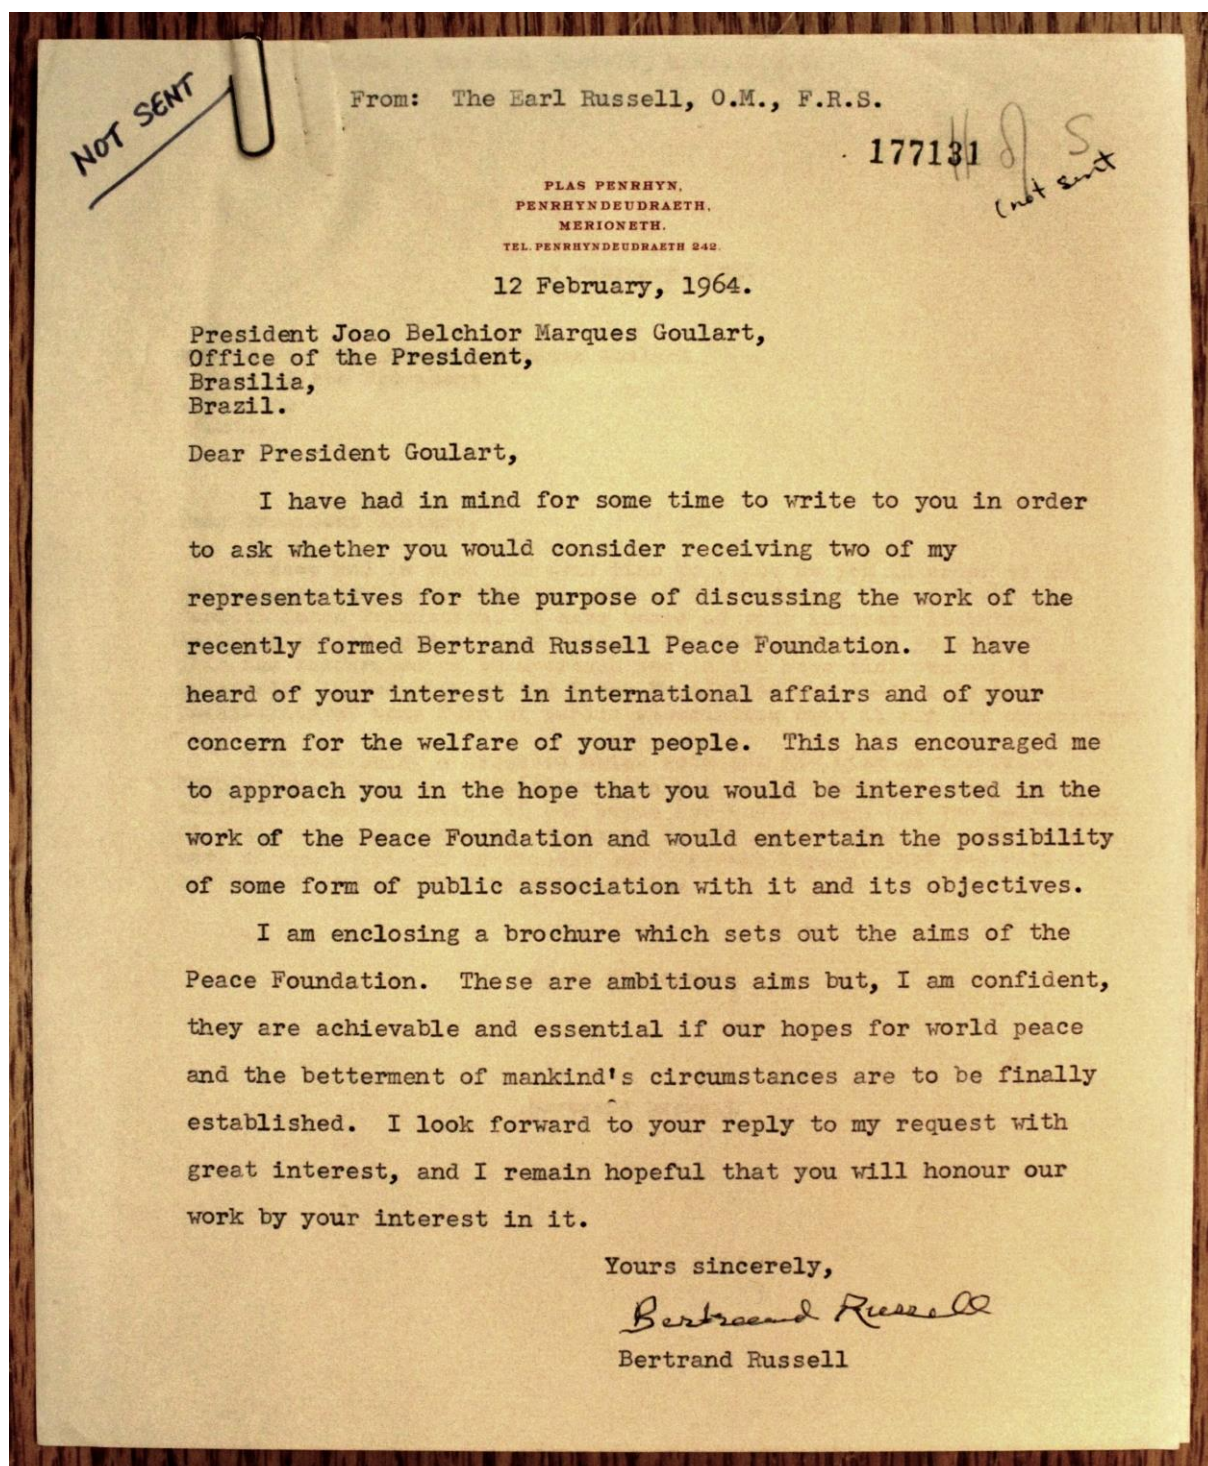 NOT SENT
From: The Earl Russell, O.M., F.R.S.
177131
(not sent
PLAS PENRHYN,
PENRHYNDEUDRAETH,
MERIONETH.
TEL. PENRHYNDEUDRAETH 242.
12 February, 1964.
President Joao Belchior Marques Goulart,
Office of the President,
Brasilia,
Brazil.
Dear President Goulart,
I have had in mind for some time to write to you in order
to ask whether you would consider receiving two of my
representatives for the purpose of discussing the work of the
recently formed Bertrand Russell Peace Foundation. I have
heard of your interest in international affairs and of your
concern for the welfare of your people. This has encouraged me
to approach you in the hope that you would be interested in the
work of the Peace Foundation and would entertain the possibility
of some form of public association with it and its objectives.
I am enclosing a brochure which sets out the aims of the
Peace Foundation. These are ambitious aims but, I am confident,
they are achievable and essential if our hopes for world peace
and the betterment of mankind's circumstances are to be finally
established. I look forward to your reply to my request with
great interest, and I remain hopeful that you will honour our
work by your interest in it.
Yours sincerely,
Bertrand Russell
Bertrand Russell